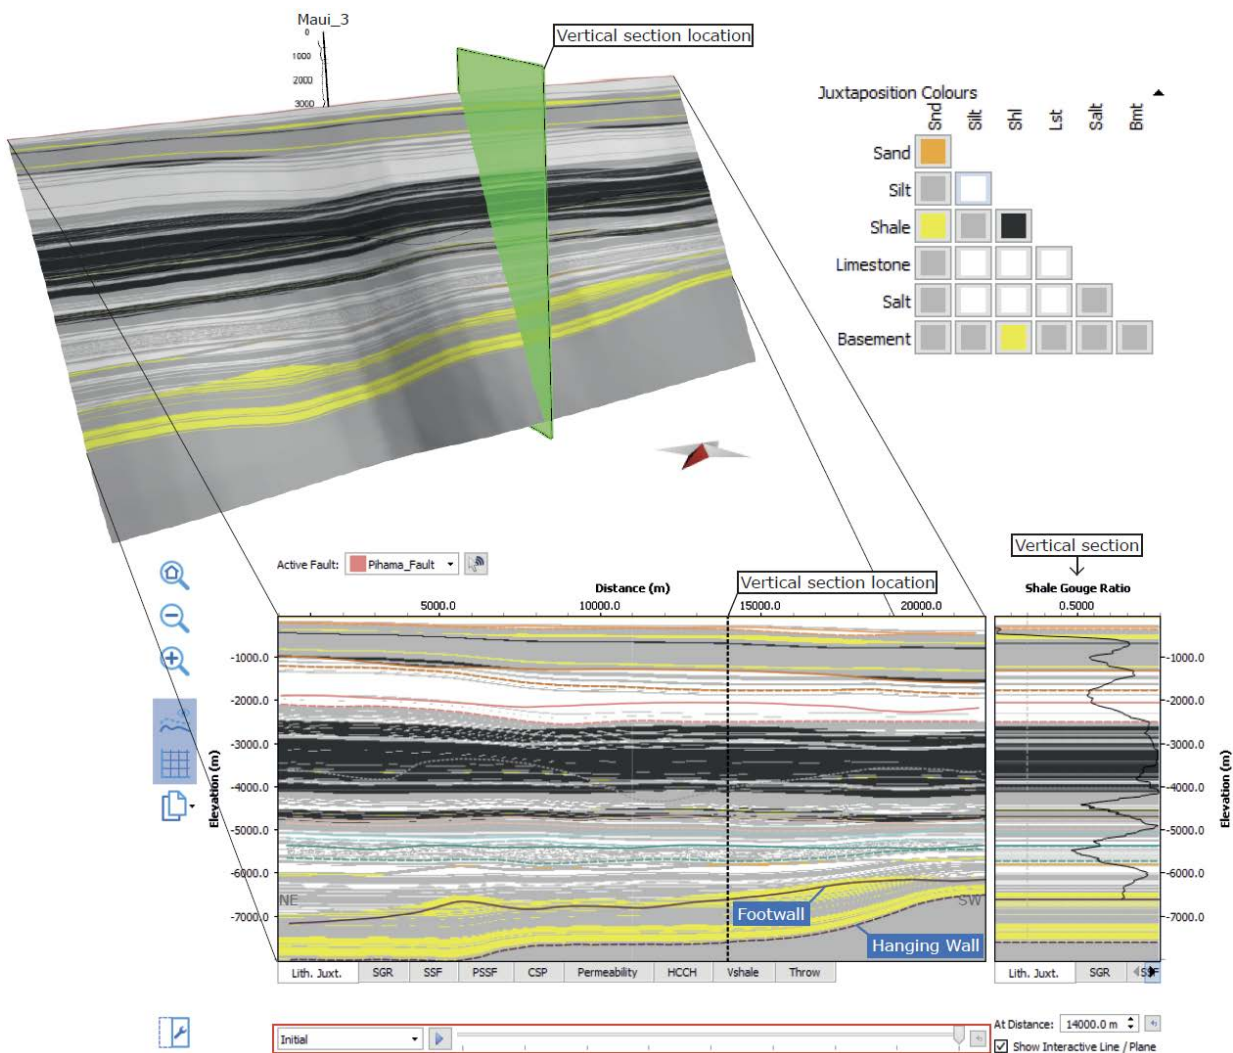 Maui_3
0
1000
2000
3000
Vertical section location
Juxtaposition Colours
Snd
Silt
Shl
Lst
Salt
Bmt
Sand
Silt
Shale
Limestone
Salt
Basement
Active Fault: Pihama_Fault
Vertical section location
Distance (m)
5000.0 10000.0 15000.0 20000.0
Vertical section
Shale Gouge Ratio
0.5000
Elevation (m)
-1000.0
-2000.0
-3000.0
-4000.0
-5000.0
-6000.0
-7000.0
NE
SW
Footwall
Hanging Wall
-1000.0
-2000.0
-3000.0
-4000.0
-5000.0
-6000.0
-7000.0
Elevation (m)
Lith. Juxt. SGR SSF PSSF CSP Permeability HCCH Vshale Throw
Lith. Juxt. SGR SSF
Initial
At Distance: 14000.0 m
Show Interactive Line / Plane